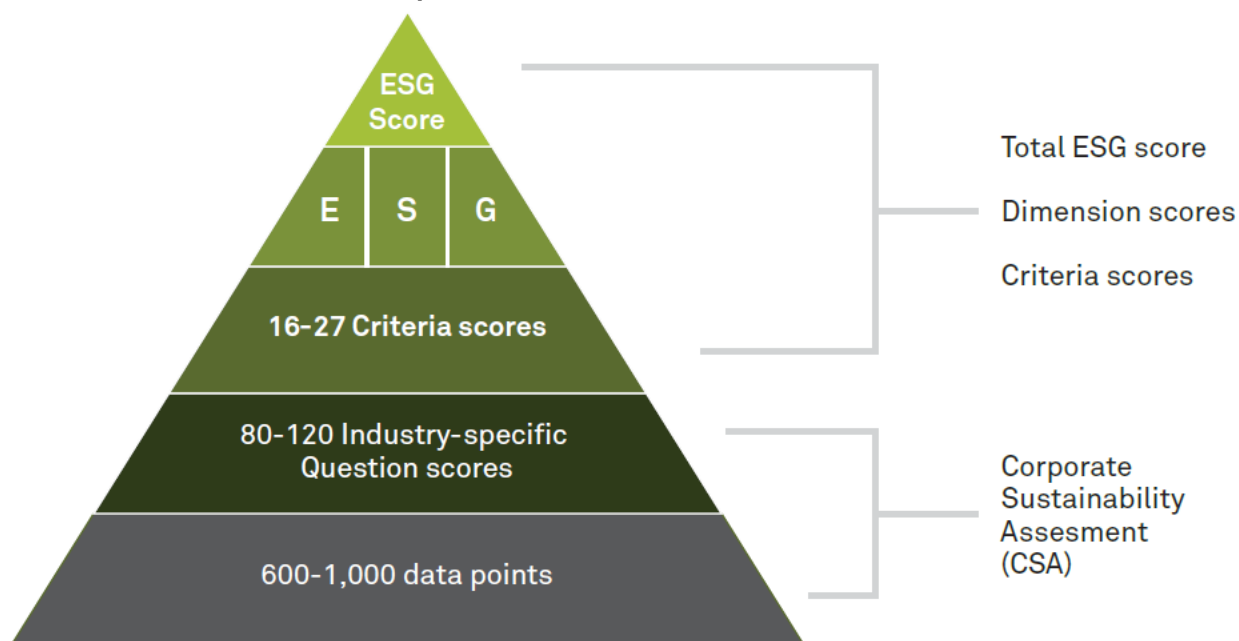 ESG
Score
E S G
16-27 Criteria scores
80-120 Industry-specific
Question scores
600-1,000 data points
Total ESG score
Dimension scores
Criteria scores
Corporate
Sustainability
Assesment
(CSA)